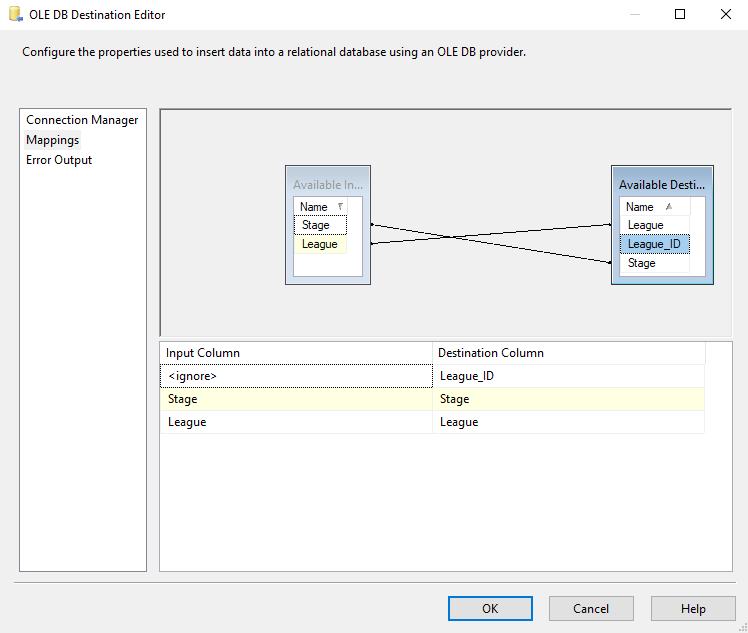 OLE DB Destination Editor
Configure the properties used to insert data into a relational database using an OLE DB provider.
Connection Manager
Mappings
Error Output
Available In...
Name
Stage
League
Available Desti...
Name
League
League_ID
Stage
Input Column Destination Column
<ignore> League_ID
Stage Stage
League League
OK Cancel Help